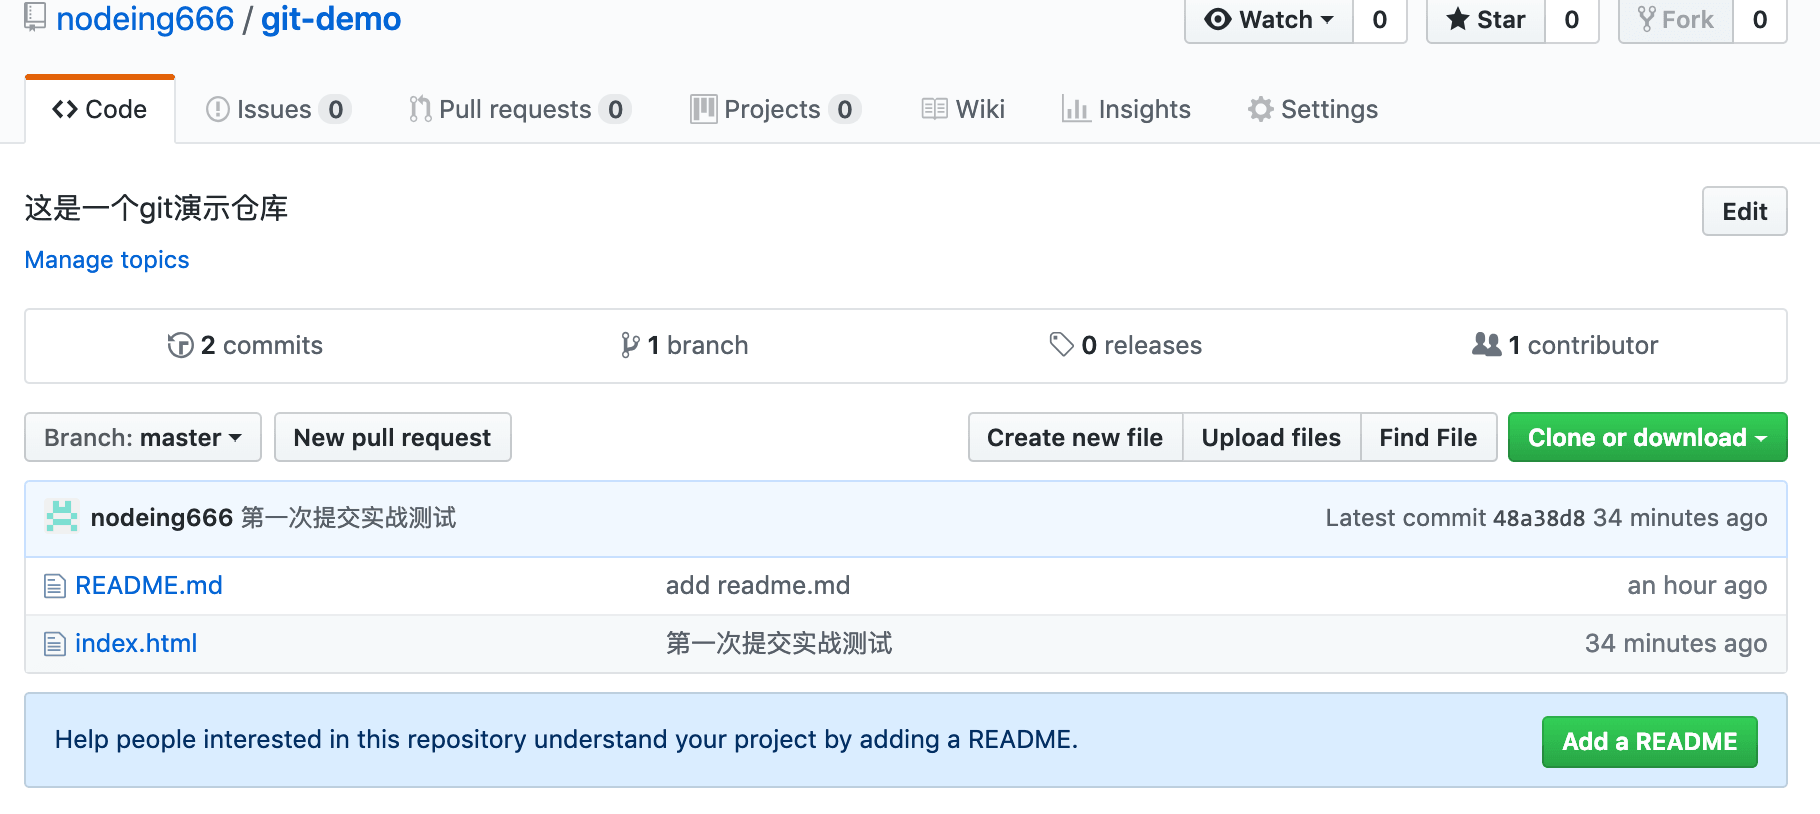 nodeing666 / git-demo
Watch 0 Star 0 Fork 0
Code Issues 0 Pull requests 0 Projects 0 Wiki Insights Settings
这是一个git演示仓库
Edit
Manage topics
2 commits 1 branch 0 releases 1 contributor
Branch: master New pull request Create new file Upload files Find File Clone or download
nodeing666 第一次提交实战测试 Latest commit 48a38d8 34 minutes ago
README.md add readme.md an hour ago
index.html 第一次提交实战测试 34 minutes ago
Help people interested in this repository understand your project by adding a README. Add a README